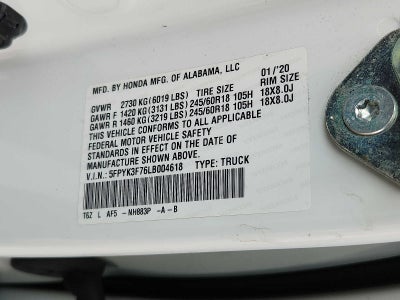 MFD. BY HONDA MFG. OF ALABAMA, LLC 01/'20
GVWR 2730 KG(6019 LBS) TIRE SIZE RIM SIZE
GAWR F 1420 KG(3131 LBS) 245/60R18 105H 18X8.0J
GAWR R 1460 KG(3219 LBS) 245/60R18 105H 18X8.0J
THIS VEHICLE CONFORMS TO ALL APPLICABLE
FEDERAL MOTOR VEHICLE SAFETY
STANDARDS IN EFFECT ON THE DATE OF
MANUFACTURE SHOWN ABOVE.
V.I.N.: 5FPYK3F76LB004618 TYPE: TRUCK
T6Z L AF5 - NH883P -A - B